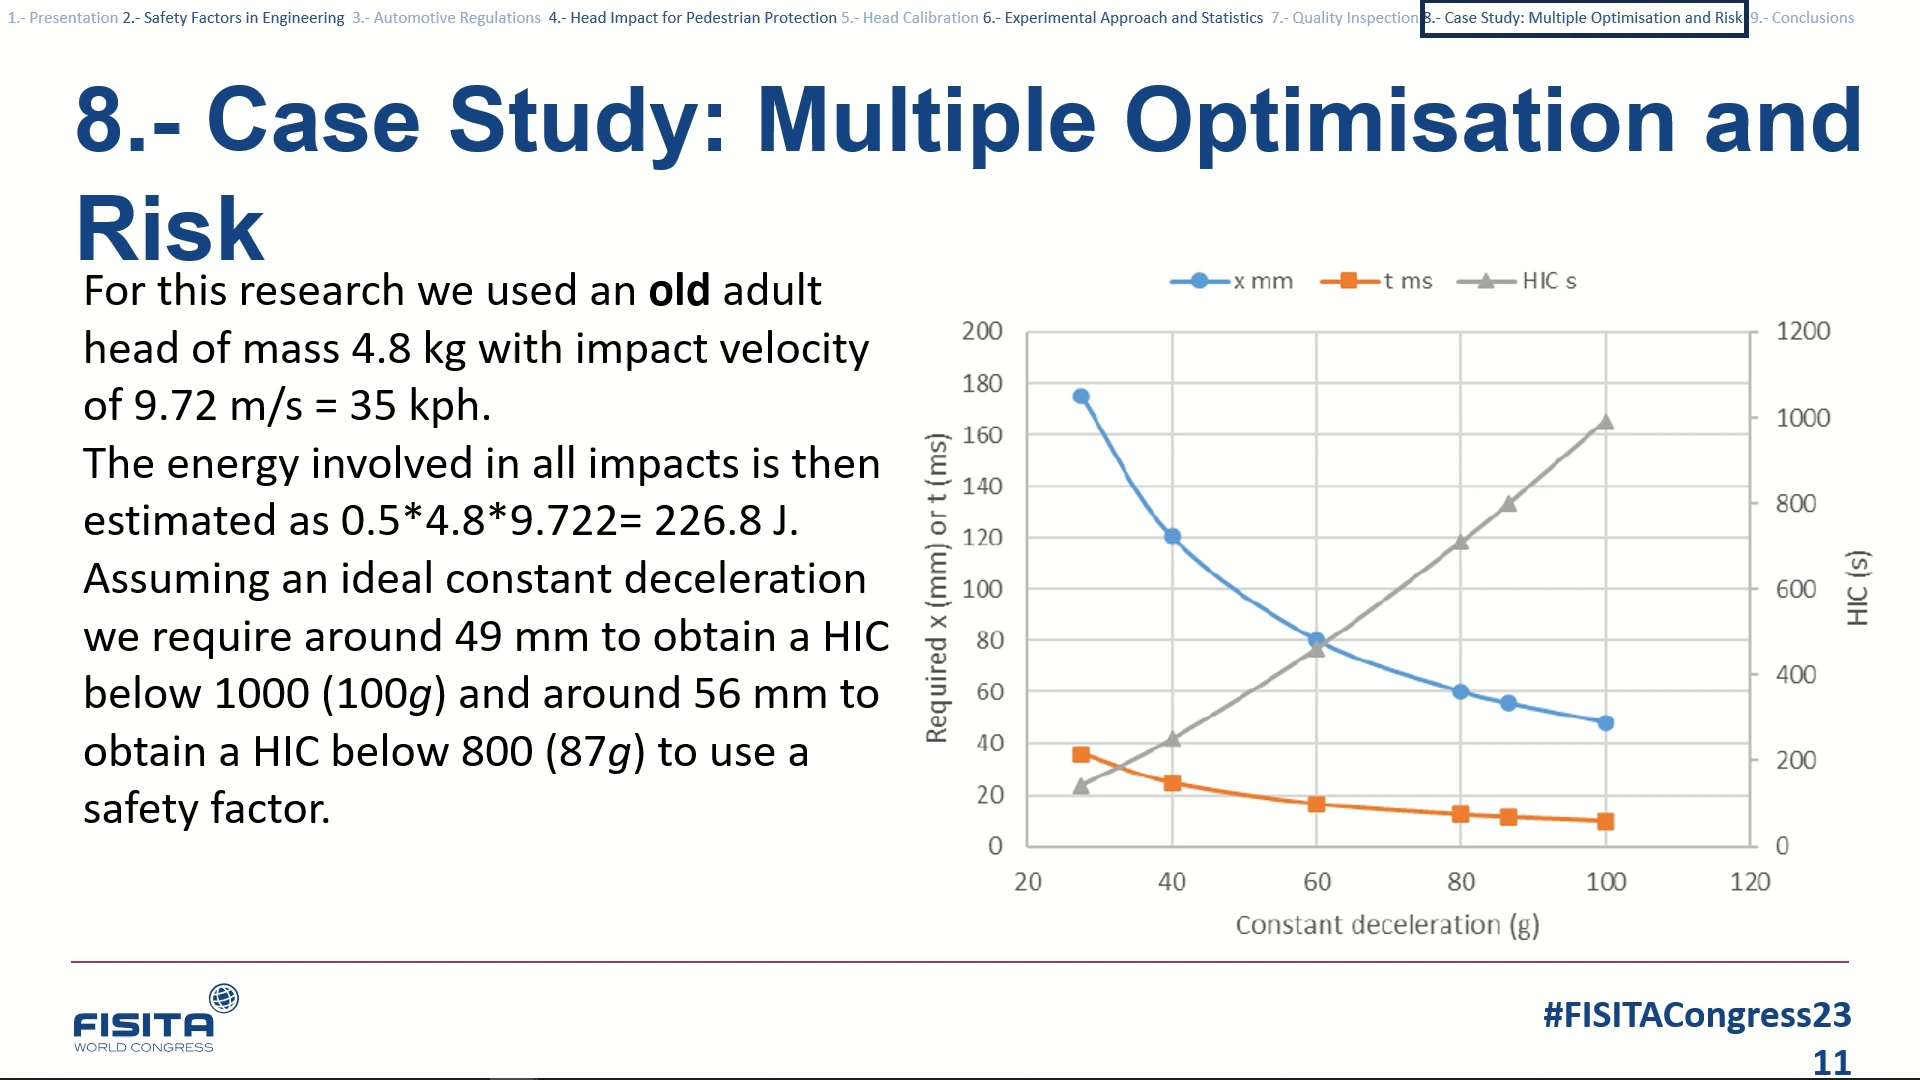 1.- Presentation 2.- Safety Factors in Engineering 3.- Automotive Regulations 4.- Head Impact for Pedestrian Protection 5.- Head Calibration 6.- Experimental Approach and Statistics 7.- Quality Inspection 8.- Case Study: Multiple Optimisation and Risk 9.- Conclusions
8.- Case Study: Multiple Optimisation and
Risk
For this research we used an old adult
head of mass 4.8 kg with impact velocity
of 9.72 m/s = 35 kph.
The energy involved in all impacts is then
estimated as 0.5*4.8*9.722= 226.8 J.
Assuming an ideal constant deceleration
we require around 49 mm to obtain a HIC
below 1000 (100g) and around 56 mm to
obtain a HIC below 800 (87g) to use a
safety factor.
x mm t ms HIC s
200
180
160
140
120
100
80
60
40
20
0
Required x (mm) or t (ms)
1200
1000
800
600
400
200
0
HIC (s)
20 40 60 80 100 120
Constant deceleration (g)
FISITA
WORLD CONGRESS
#FISITACongress23
11